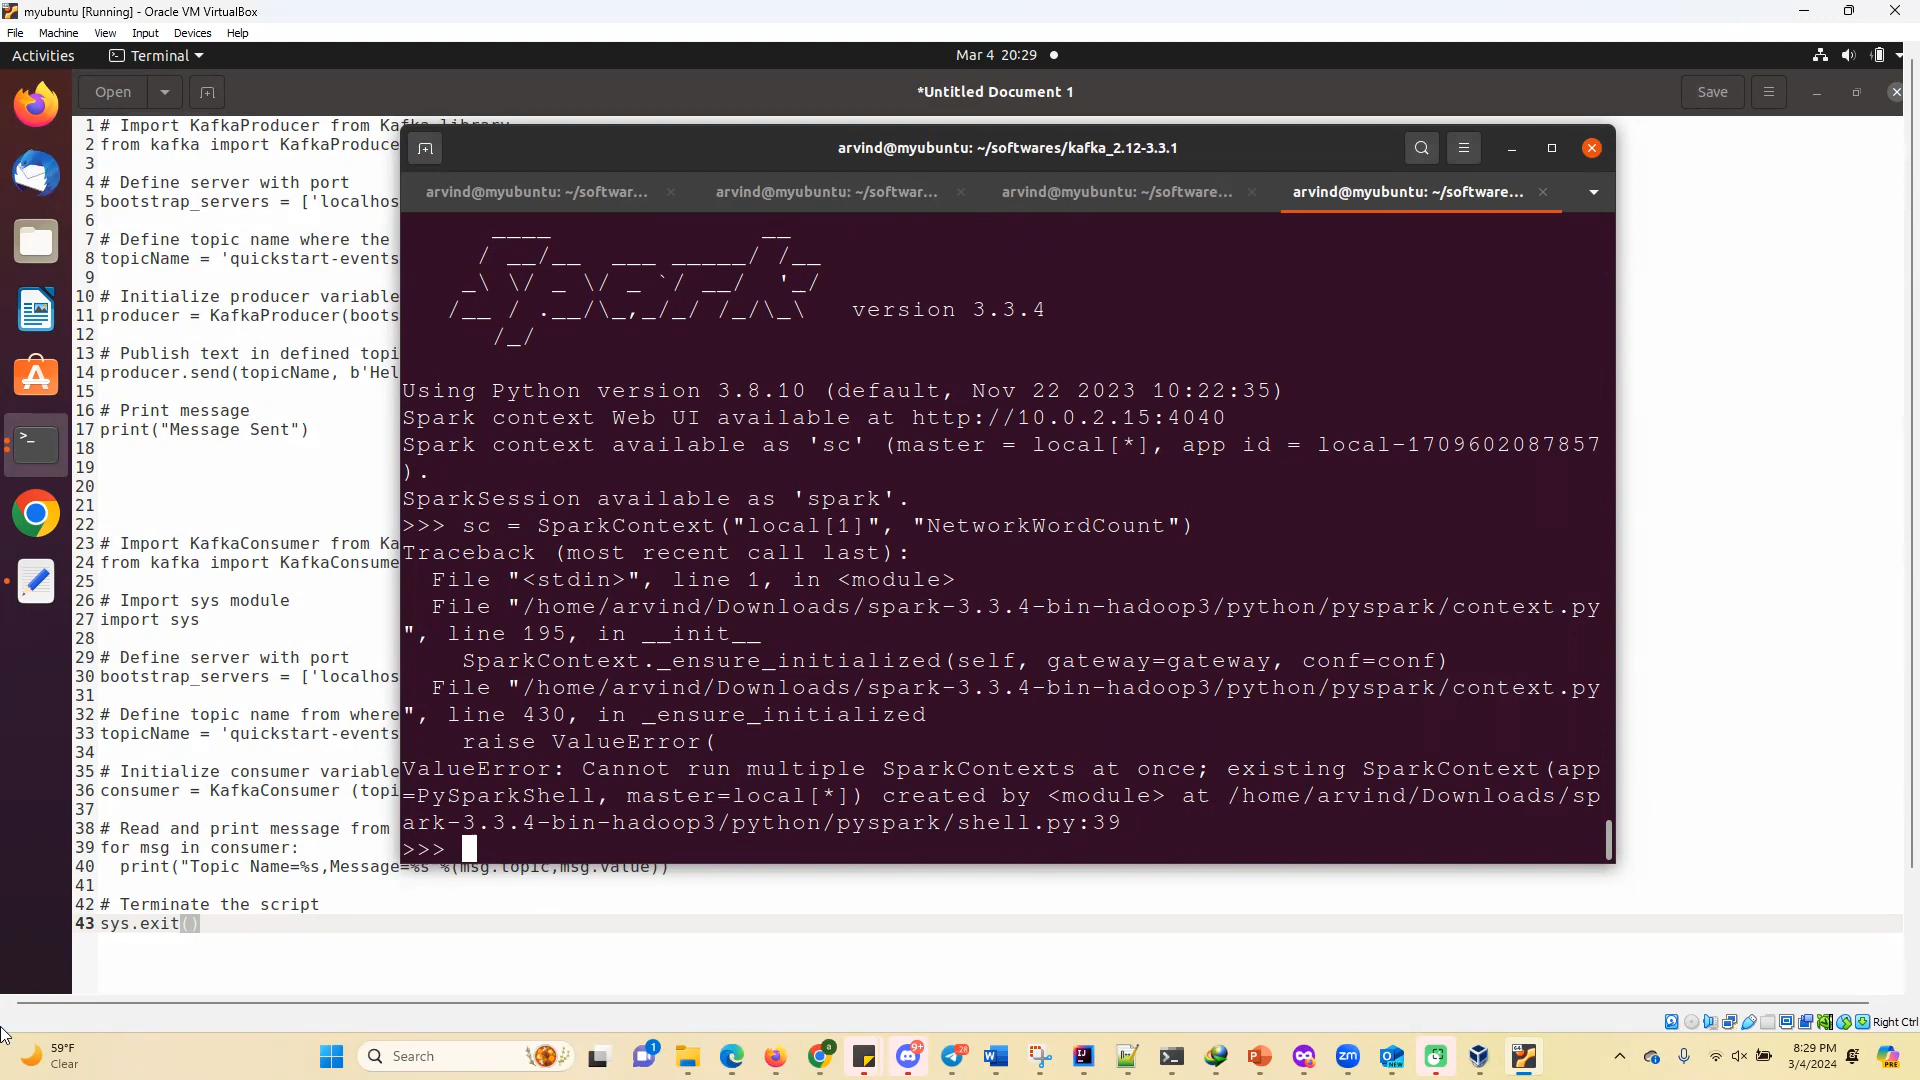 myubuntu [Running] - Oracle VM VirtualBox
File Machine View Input Devices Help
Activities Terminal Mar 4 20:29
Open *Untitled Document 1 Save
1 # Import KafkaProducer from Kafka library
2 from kafka import KafkaProduce
3
4 # Define server with port
5 bootstrap_servers = ['localhos
6
7 # Define topic name where the
8 topicName = 'quickstart-events
9
10 # Initialize producer variable
11 producer = KafkaProducer(boots
12
13 # Publish text in defined topi
14 producer.send(topicName, b'Hel
15
16 # Print message
17 print("Message Sent")
18
19
20
21
22
23 # Import KafkaConsumer from Ka
24 from kafka import KafkaConsume
25
26 # Import sys module
27 import sys
28
29 # Define server with port
30 bootstrap_servers = ['localhos
31
32 # Define topic name from where
33 topicName = 'quickstart-events
34
35 # Initialize consumer variable
36 consumer = KafkaConsumer (topi
37
38 # Read and print message from
39 for msg in consumer:
40 print("Topic Name=%s,Message=%s"%(msg.topic,msg.value))
41
42 # Terminate the script
43 sys.exit()
arvind@myubuntu: ~/softwares/kafka_2.12-3.3.1
arvind@myubuntu: ~/softwar... arvind@myubuntu: ~/softwar... arvind@myubuntu: ~/software... arvind@myubuntu: ~/software...
version 3.3.4
Using Python version 3.8.10 (default, Nov 22 2023 10:22:35)
Spark context Web UI available at http://10.0.2.15:4040
Spark context available as 'sc' (master = local[*], app id = local-1709602087857
).
SparkSession available as 'spark'.
>>> sc = SparkContext("local[1]", "NetworkWordCount")
Traceback (most recent call last):
File "<stdin>", line 1, in <module>
File "/home/arvind/Downloads/spark-3.3.4-bin-hadoop3/python/pyspark/context.py
", line 195, in __init__
SparkContext._ensure_initialized(self, gateway=gateway, conf=conf)
File "/home/arvind/Downloads/spark-3.3.4-bin-hadoop3/python/pyspark/context.py
", line 430, in _ensure_initialized
raise ValueError(
ValueError: Cannot run multiple SparkContexts at once; existing SparkContext(app
=PySparkShell, master=local[*]) created by <module> at /home/arvind/Downloads/sp
ark-3.3.4-bin-hadoop3/python/pyspark/shell.py:39
>>>
Right Ctrl
59°F
Clear
Search
8:29 PM
3/4/2024